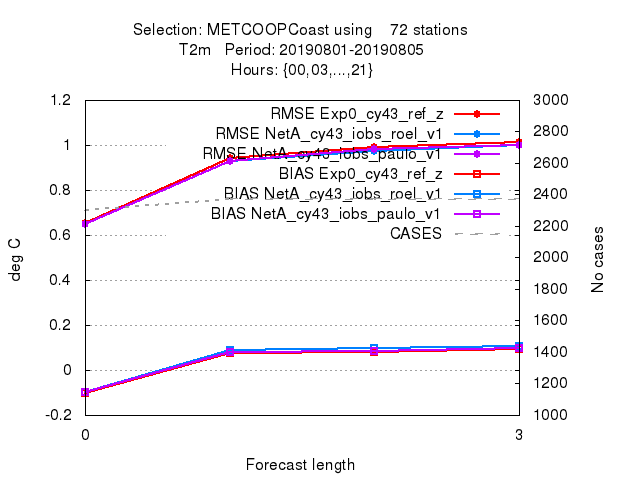 Selection: METCOOPCoast using 72 stations
T2m Period: 20190801-20190805
Hours: {00,03,...,21}
RMSE Exp0_cy43_ref_z
RMSE NetA_cy43_iobs_roel_v1
RMSE NetA_cy43_iobs_paulo_v1
BIAS Exp0_cy43_ref_z
BIAS NetA_cy43_iobs_roel_v1
BIAS NetA_cy43_iobs_paulo_v1
CASES
1.2
1
0.8
0.6
0.4
0.2
0
-0.2
deg C
3000
2800
2600
2400
2200
2000
1800
1600
1400
1200
1000
No cases
0 3
Forecast length